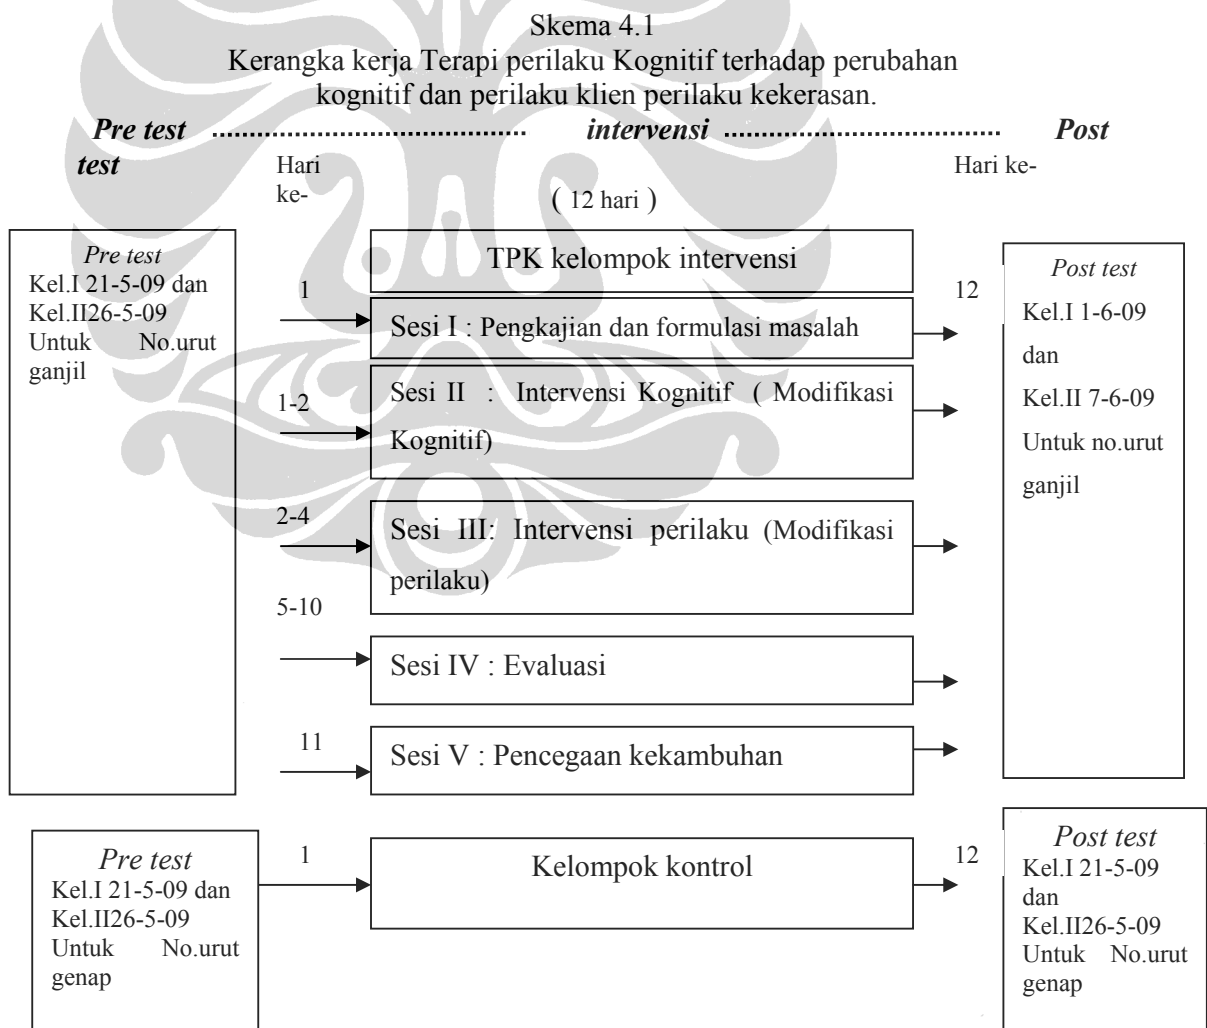 Skema 4.1
Kerangka kerja Terapi perilaku Kognitif terhadap perubahan
kognitif dan perilaku klien perilaku kekerasan.
Pre test ........................................... intervensi ...................................... Post
test
Hari
ke-
( 12 hari )
Hari ke-
Pre test
Kel.I 21-5-09 dan
Kel.II26-5-09
Untuk No.urut
ganjil
TPK kelompok intervensi
1
Sesi I : Pengkajian dan formulasi masalah
1-2
Sesi II : Intervensi Kognitif ( Modifikasi
Kognitif)
2-4
Sesi III: Intervensi perilaku (Modifikasi
perilaku)
5-10
Sesi IV : Evaluasi
11
Sesi V : Pencegaan kekambuhan
12
Post test
Kel.I 1-6-09
dan
Kel.II 7-6-09
Untuk no.urut
ganjil
Pre test
Kel.I 21-5-09 dan
Kel.II26-5-09
Untuk No.urut
genap
1
Kelompok kontrol
12
Post test
Kel.I 21-5-09
dan
Kel.II26-5-09
Untuk No.urut
genap